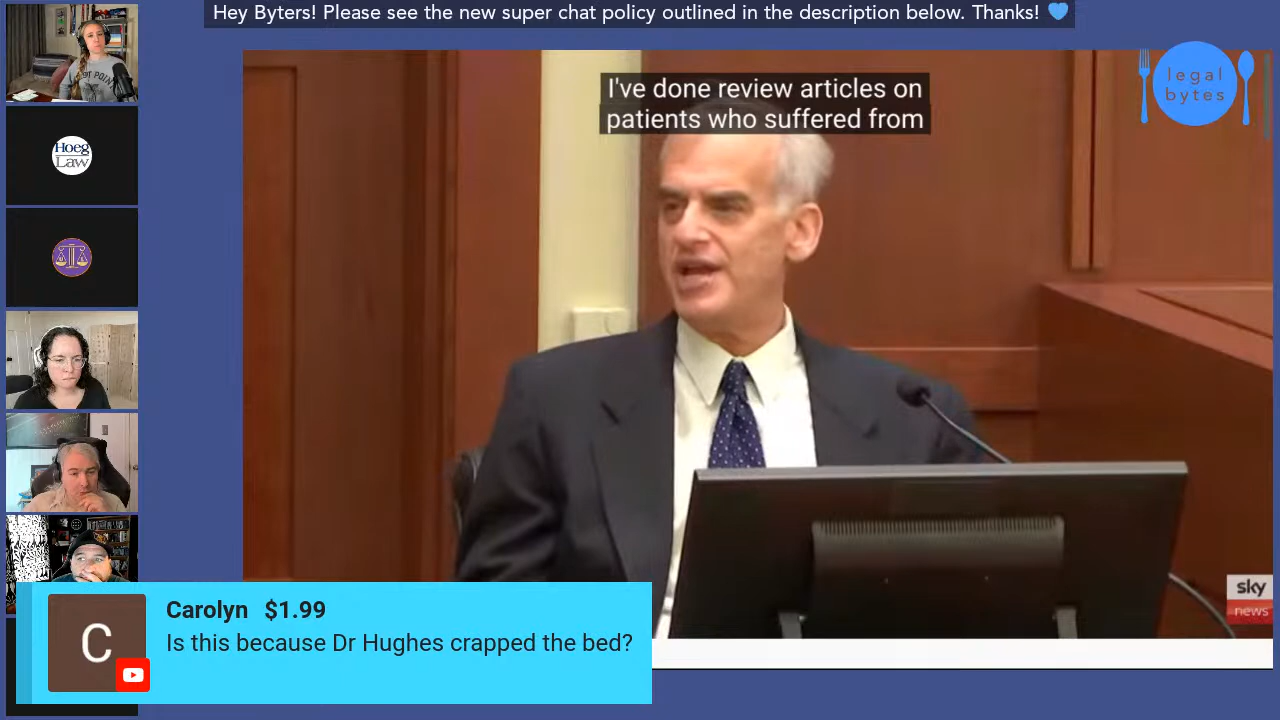 Hey Byters! Please see the new super chat policy outlined in the description below. Thanks! 💙
legal
bytes
I've done review articles on
patients who suffered from
Hoeg
Law
sky
news
Carolyn $1.99
Is this because Dr Hughes crapped the bed?
C